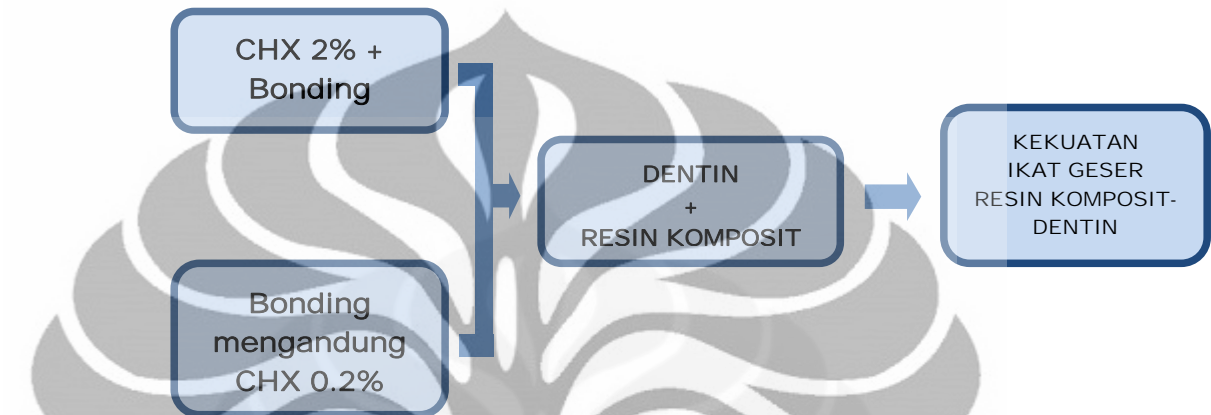 CHX 2% +
Bonding
Bonding
mengandung
CHX 0.2%
DENTIN
+
RESIN KOMPOSIT
KEKUATAN
IKAT GESER
RESIN KOMPOSIT-
DENTIN